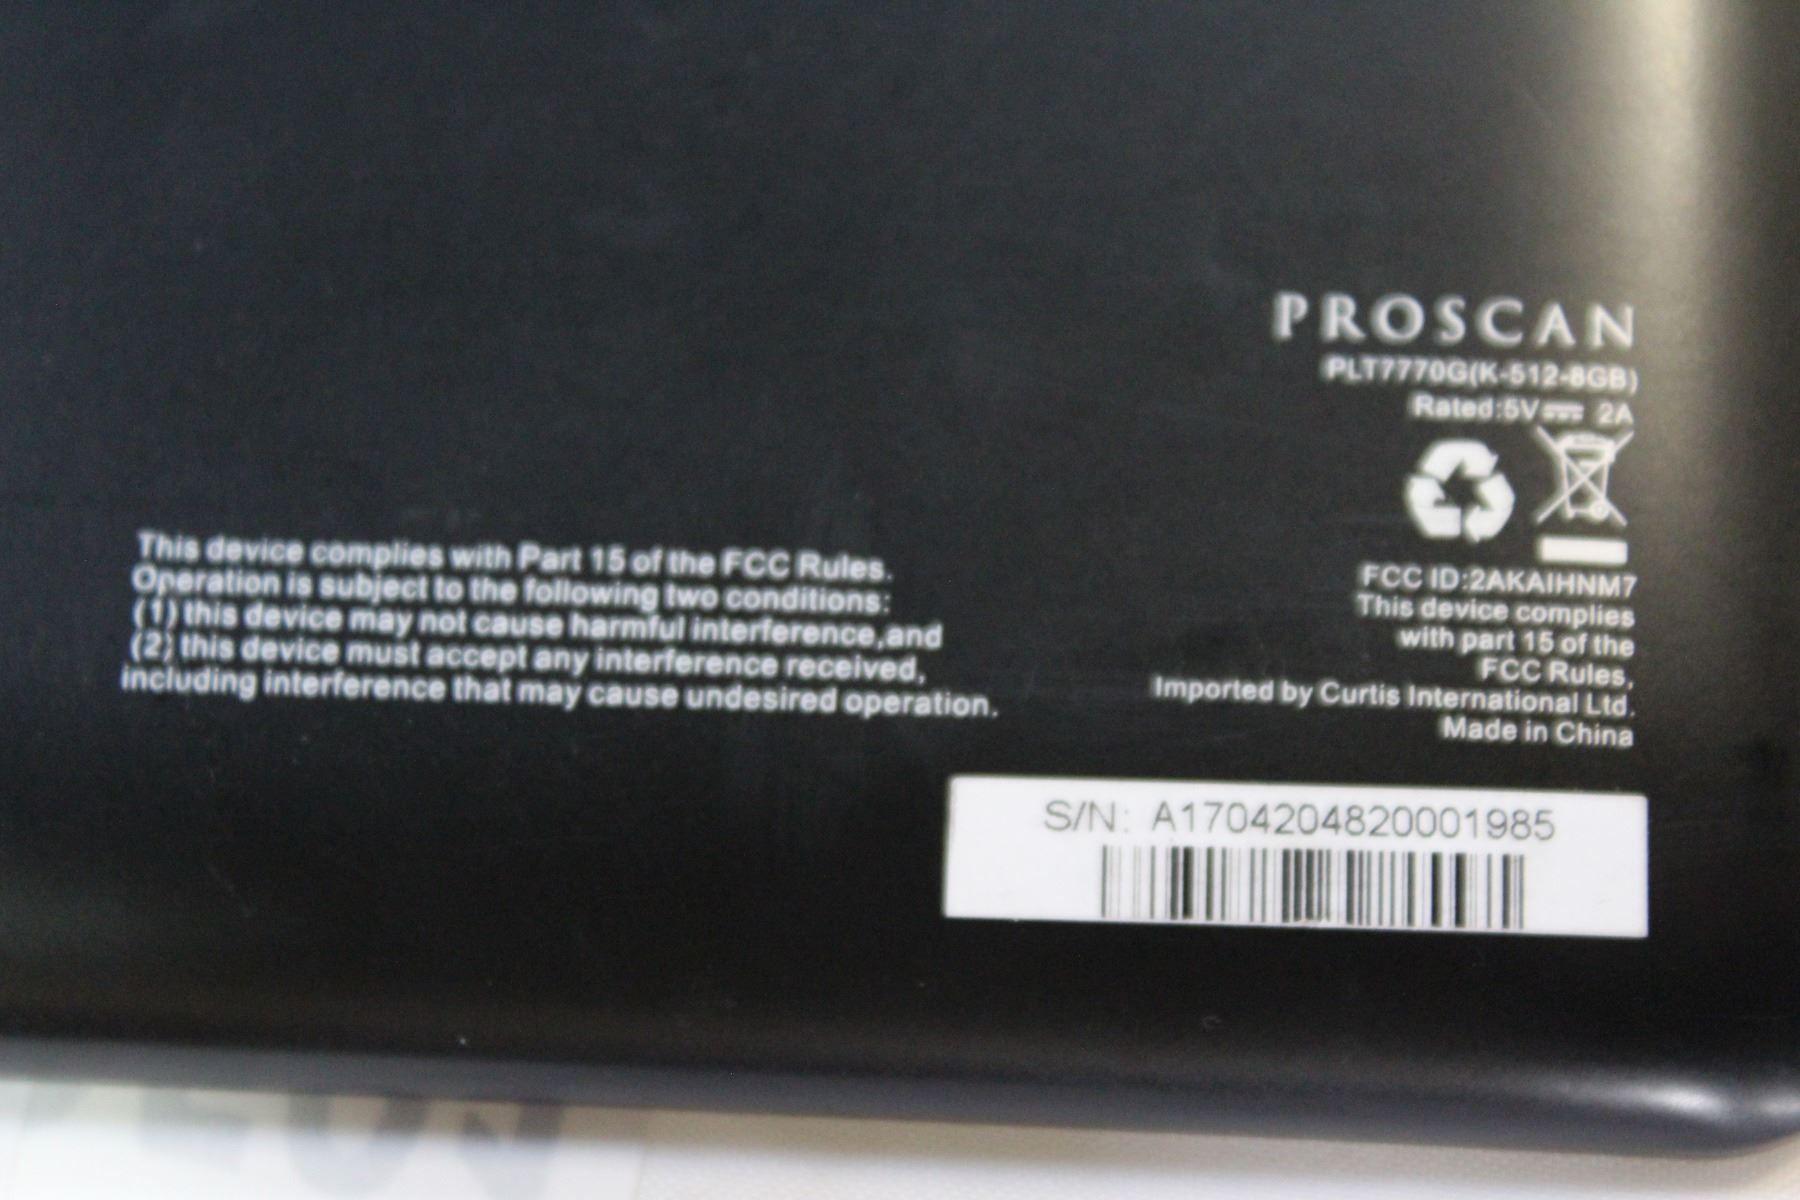 PROSCAN
PLT7770G(K-512-8GB)
Rated:5V⎓ 2A
This device complies with Part 15 of the FCC Rules.
Operation is subject to the following two conditions:
(1) this device may not cause harmful interference,and
(2) this device must accept any interference received,
including interference that may cause undesired operation.
FCC ID:2AKAIHNM7
This device complies
with part 15 of the
FCC Rules,
Imported by Curtis International Ltd.
Made in China
S/N: A1704204820001985